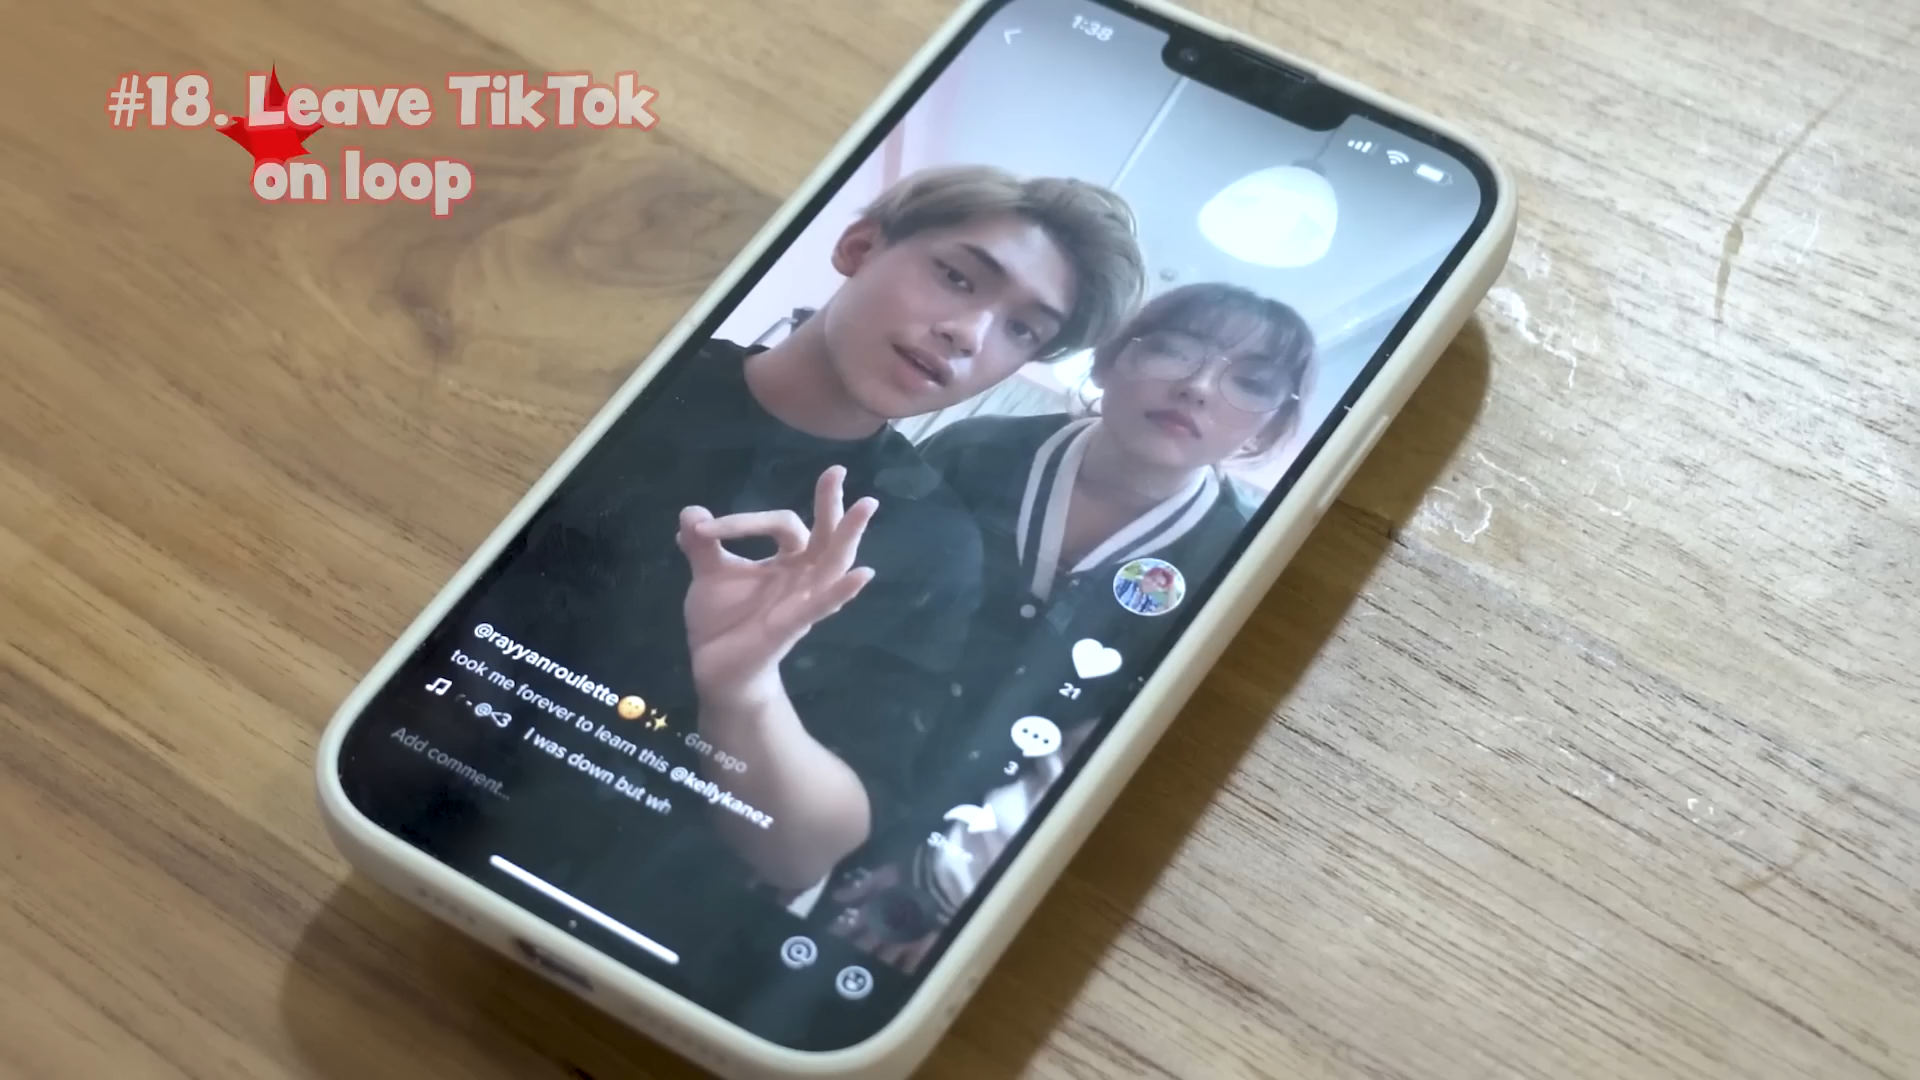 #18. Leave TikTok
on loop
1:38
@rayyanroulette🤭✨ · 6m ago
took me forever to learn this @kellykanez
- @<3 I was down but wh
Add comment...
21
3